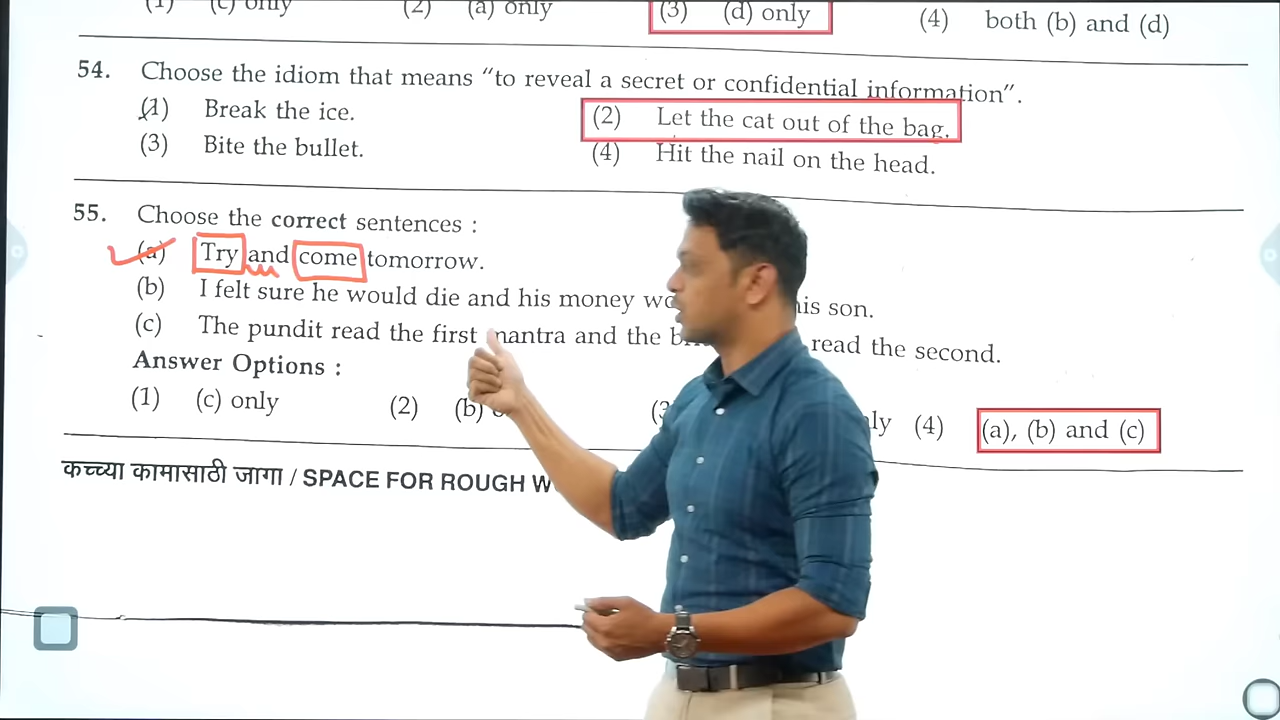 (1) (c) only (2) (a) only (3) (d) only (4) both (b) and (d)
54. Choose the idiom that means "to reveal a secret or confidential information".
(1) Break the ice. (2) Let the cat out of the bag.
(3) Bite the bullet. (4) Hit the nail on the head.
55. Choose the correct sentences :
(a) Try and come tomorrow.
(b) I felt sure he would die and his money son.
(c) The pundit read the first mantra and the read the second.
Answer Options :
(1) (c) only (2) (b) (4) (a), (b) and (c)
कच्च्या कामासाठी जागा / SPACE FOR ROUGH